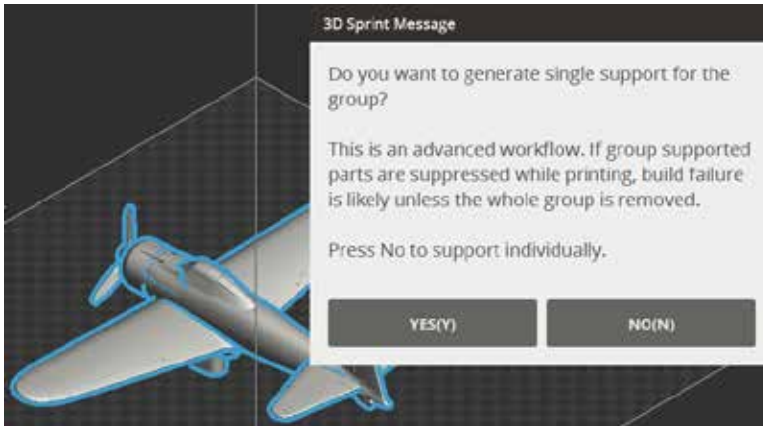 3D Sprint Message
Do you want to generate single support for the
group?
This is an advanced workflow. If group supported
parts are suppressed while printing, build failure
is likely unless the whole group is removed.
Press No to support individually.
YES(Y)
NO(N)